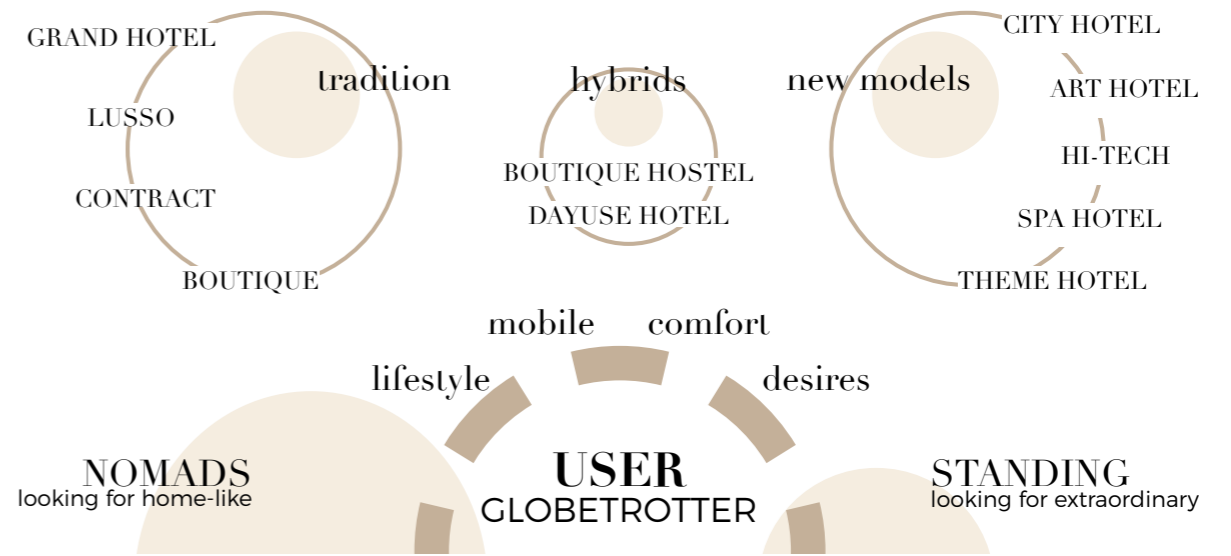 GRAND HOTEL
LUSSO
CONTRACT
BOUTIQUE
tradition
hybrids
BOUTIQUE HOSTEL
DAYUSE HOTEL
new models
CITY HOTEL
ART HOTEL
HI-TECH
SPA HOTEL
THEME HOTEL
lifestyle
mobile
comfort
desires
NOMADS
looking for home-like
USER
GLOBETROTTER
STANDING
looking for extraordinary